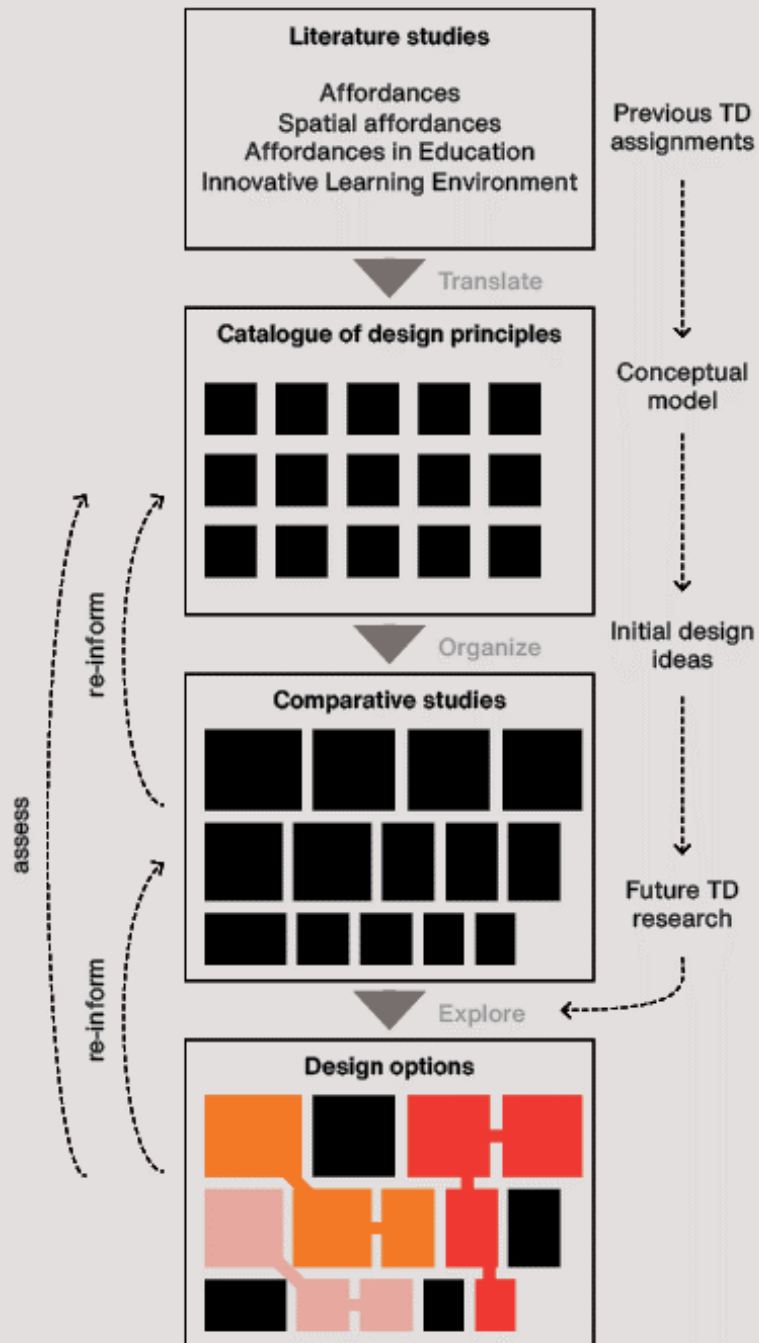 Literature studies
Affordances
Spatial affordances
Affordances in Education
Innovative Learning Environment
Previous TD
assignments
Translate
Catalogue of design principles
Conceptual
model
re-inform
Organize
Initial design
ideas
Comparative studies
assess
re-inform
Future TD
research
Explore
Design options